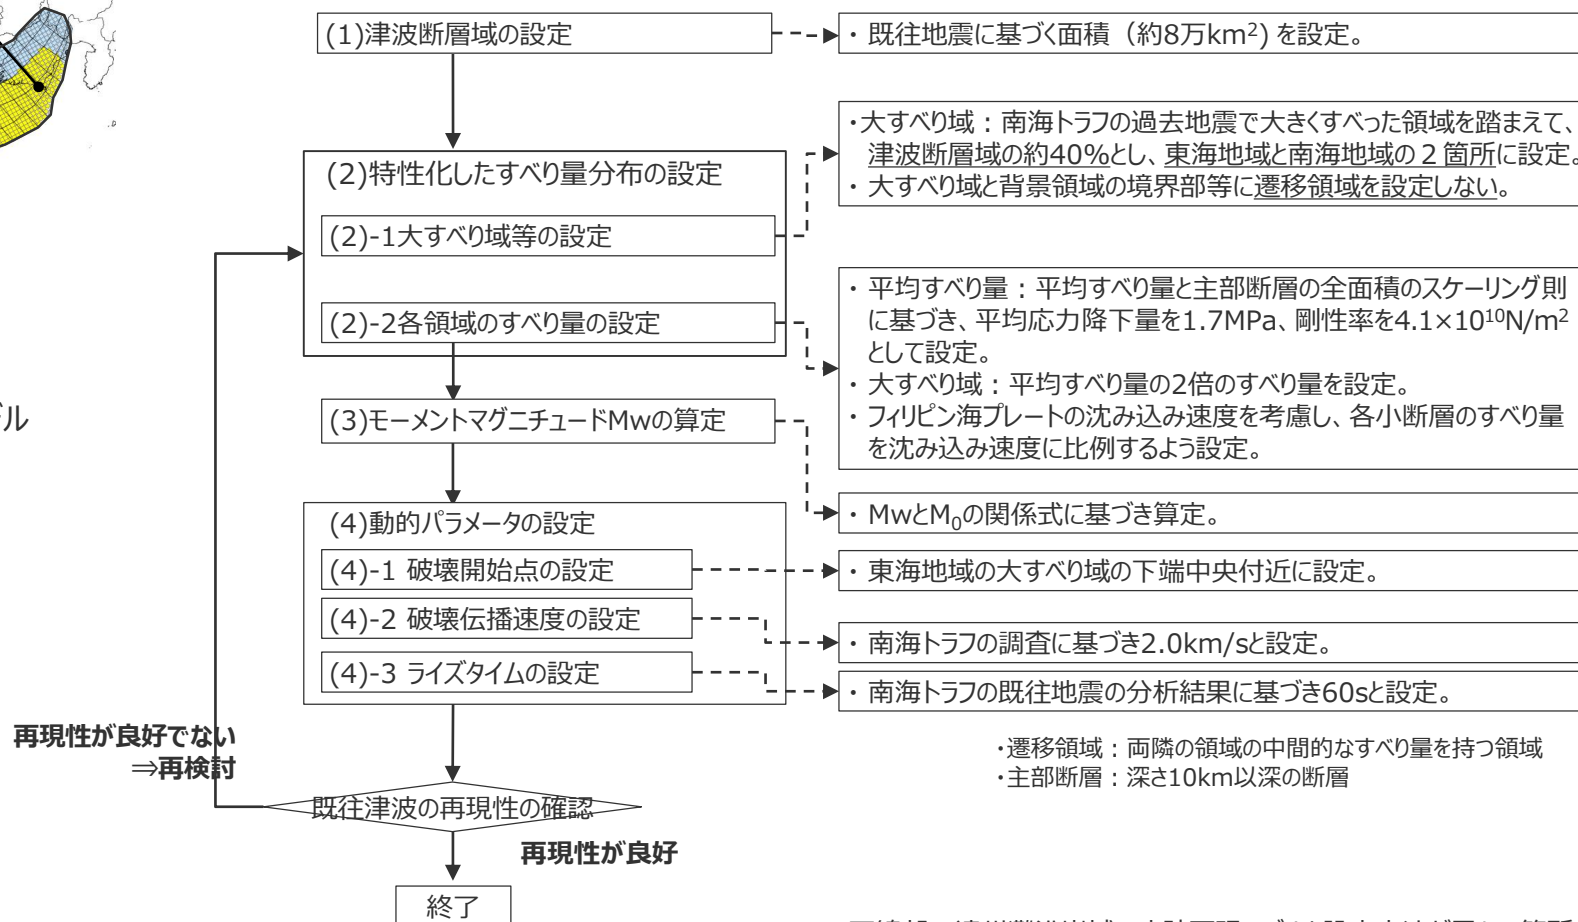 (1)津波断層域の設定
・ 既往地震に基づく面積（約8万km²) を設定。
(2)特性化したすべり量分布の設定
(2)-1大すべり域等の設定
・大すべり域：南海トラフの過去地震で大きくすべった領域を踏まえて、
津波断層域の約40%とし、東海地域と南海地域の２箇所に設定。
・ 大すべり域と背景領域の境界部等に遷移領域を設定しない。
(2)-2各領域のすべり量の設定
・ 平均すべり量：平均すべり量と主部断層の全面積のスケーリング則
に基づき、平均応力降下量を1.7MPa、剛性率を4.1×10¹⁰N/m²
として設定。
・ 大すべり域：平均すべり量の2倍のすべり量を設定。
・ フィリピン海プレートの沈み込み速度を考慮し、各小断層のすべり量
を沈み込み速度に比例するよう設定。
(3)モーメントマグニチュードMwの算定
・ MwとM₀の関係式に基づき算定。
(4)動的パラメータの設定
(4)-1 破壊開始点の設定
・ 東海地域の大すべり域の下端中央付近に設定。
(4)-2 破壊伝播速度の設定
・ 南海トラフの調査に基づき2.0km/sと設定。
(4)-3 ライズタイムの設定
・ 南海トラフの既往地震の分析結果に基づき60sと設定。
・遷移領域：両隣の領域の中間的なすべり量を持つ領域
・主部断層：深さ10km以深の断層
再現性が良好でない
⇒再検討
既往津波の再現性の確認
再現性が良好
終了